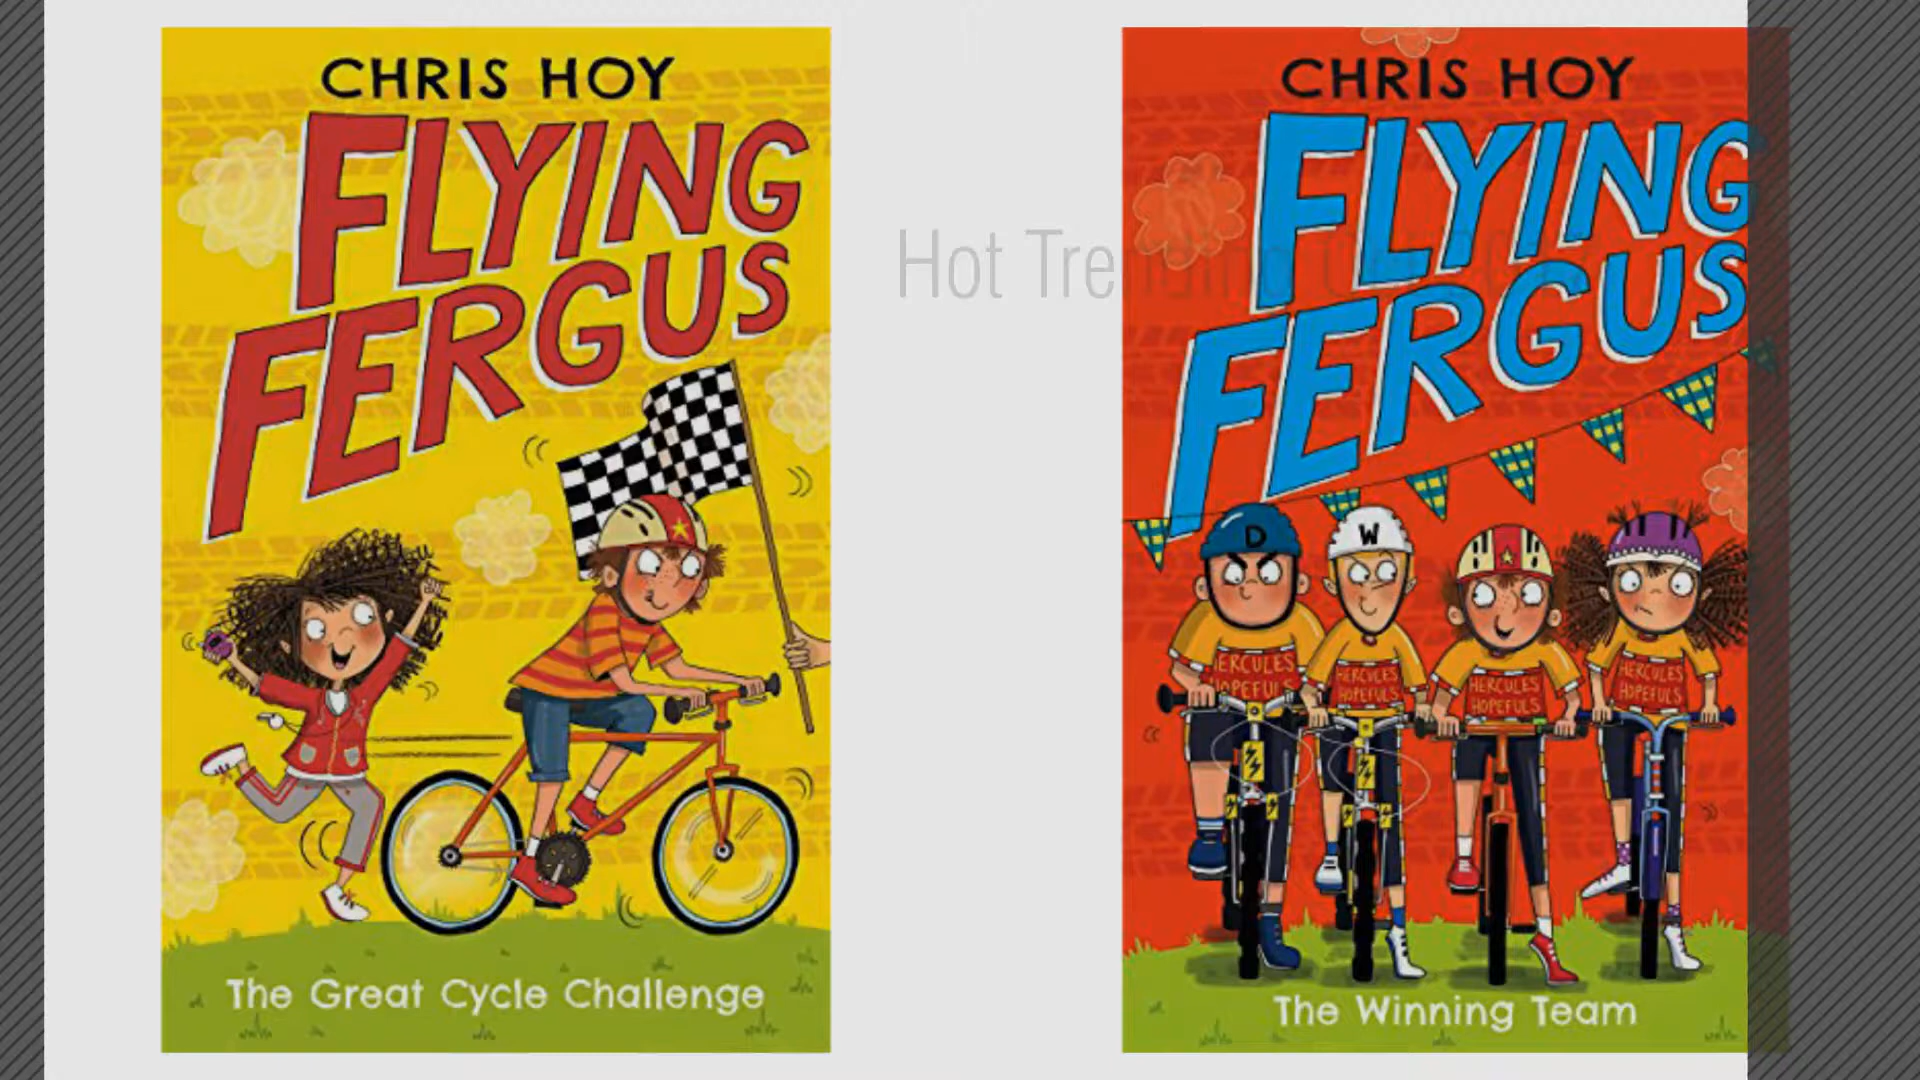 CHRIS HOY
FLYING
FERGUS
The Great Cycle Challenge
Hot Trending
CHRIS HOY
FLYING
FERGUS
D
W
HERCULES
HOPEFULS
HERCULES
HOPEFULS
HERCULES
HOPEFULS
HERCULES
HOPEFULS
The Winning Team